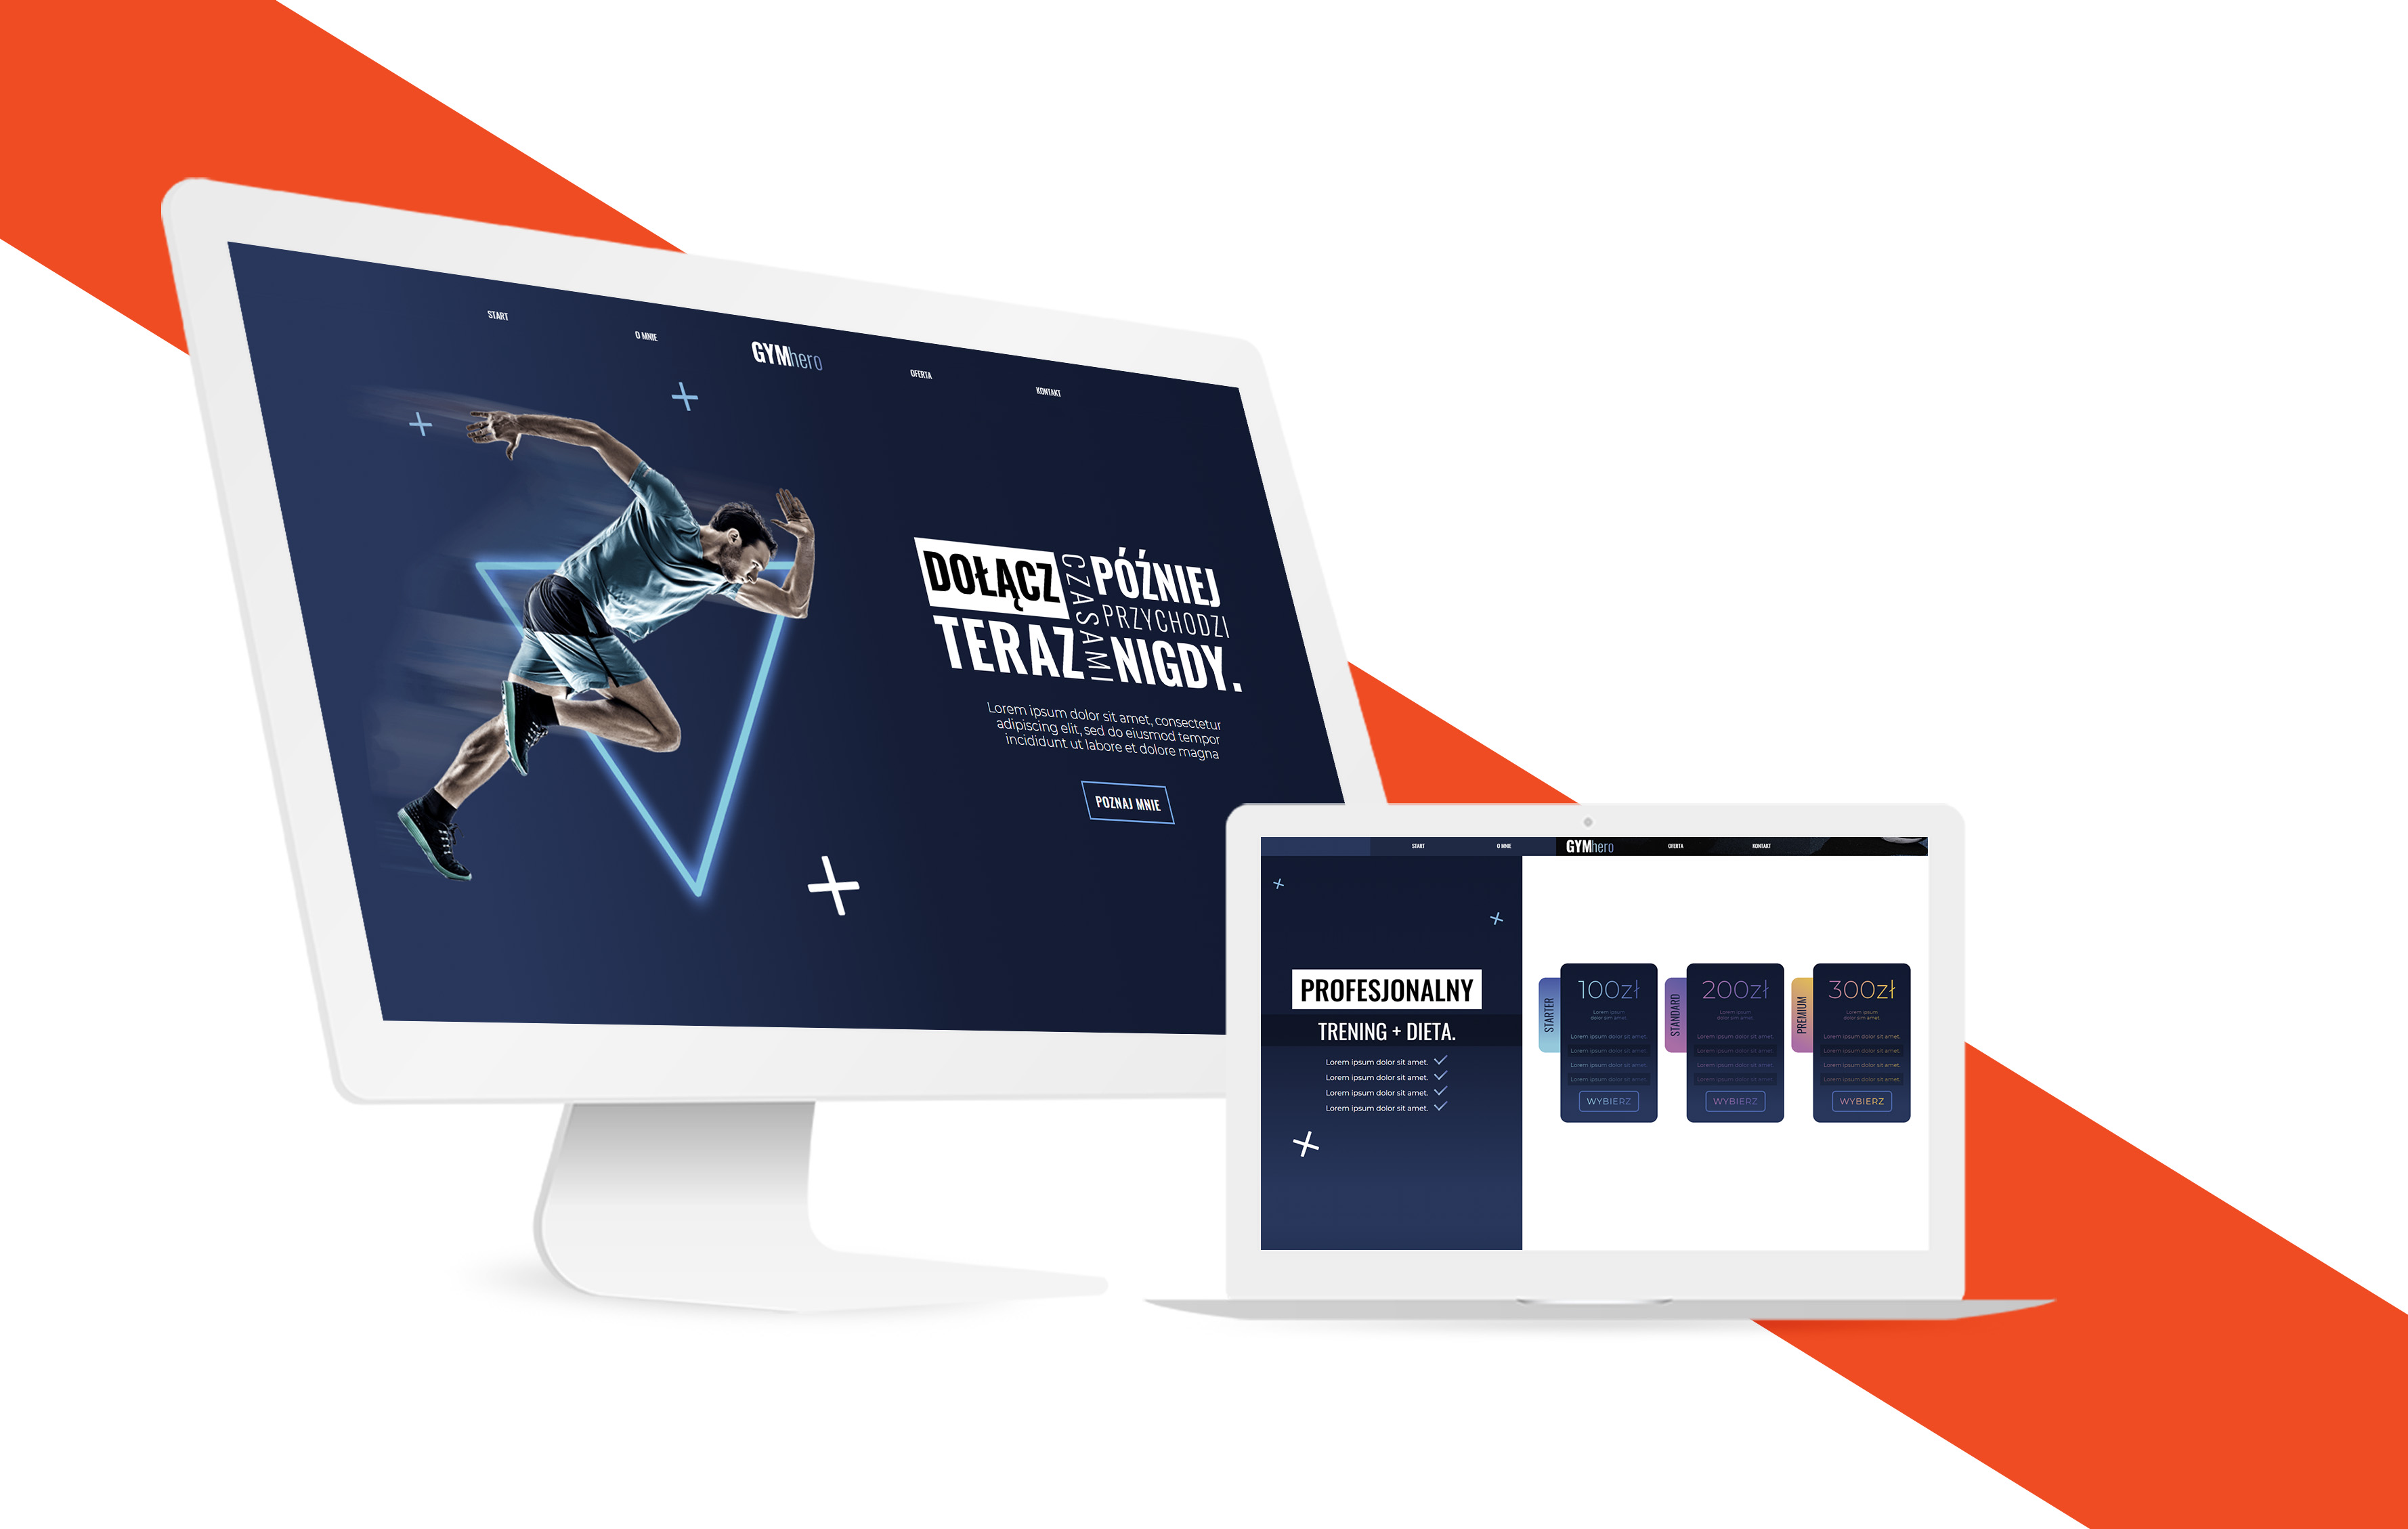 START
O MNIE
GYMhero
OFERTA
KONTAKT
DOŁĄCZ
TERAZ
CZASAMI
PÓŹNIEJ
PRZYCHODZI
NIGDY.
Lorem ipsum dolor sit amet, consectetur
adipiscing elit, sed do eiusmod tempor
incididunt ut labore et dolore magna
POZNAJ MNIE
START
O MNIE
GYMhero
OFERTA
KONTAKT
PROFESJONALNY
TRENING + DIETA.
Lorem ipsum dolor sit amet.
Lorem ipsum dolor sit amet.
Lorem ipsum dolor sit amet.
Lorem ipsum dolor sit amet.
STARTER
100zł
Lorem ipsum
dolor sim amet.
Lorem ipsum dolor sit amet.
Lorem ipsum dolor sit amet.
Lorem ipsum dolor sit amet.
Lorem ipsum dolor sit amet.
WYBIERZ
STANDARD
200zł
Lorem ipsum
dolor sim amet.
Lorem ipsum dolor sit amet.
Lorem ipsum dolor sit amet.
Lorem ipsum dolor sit amet.
Lorem ipsum dolor sit amet.
WYBIERZ
PREMIUM
300zł
Lorem ipsum
dolor sim amet.
Lorem ipsum dolor sit amet.
Lorem ipsum dolor sit amet.
Lorem ipsum dolor sit amet.
Lorem ipsum dolor sit amet.
WYBIERZ